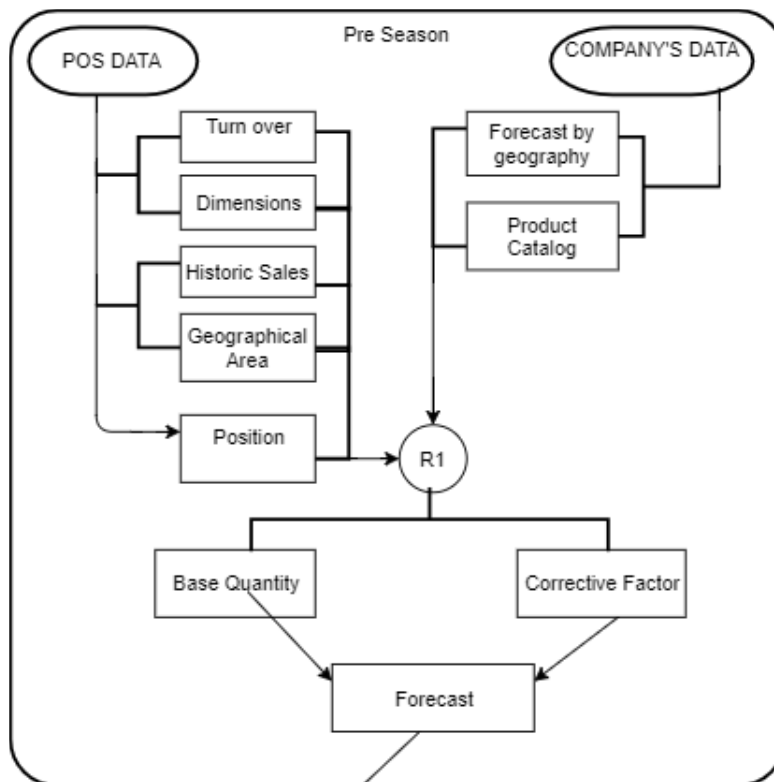 Pre Season
POS DATA
COMPANY'S DATA
Turn over
Dimensions
Historic Sales
Geographical
Area
Position
Forecast by
geography
Product
Catalog
R1
Base Quantity
Corrective Factor
Forecast